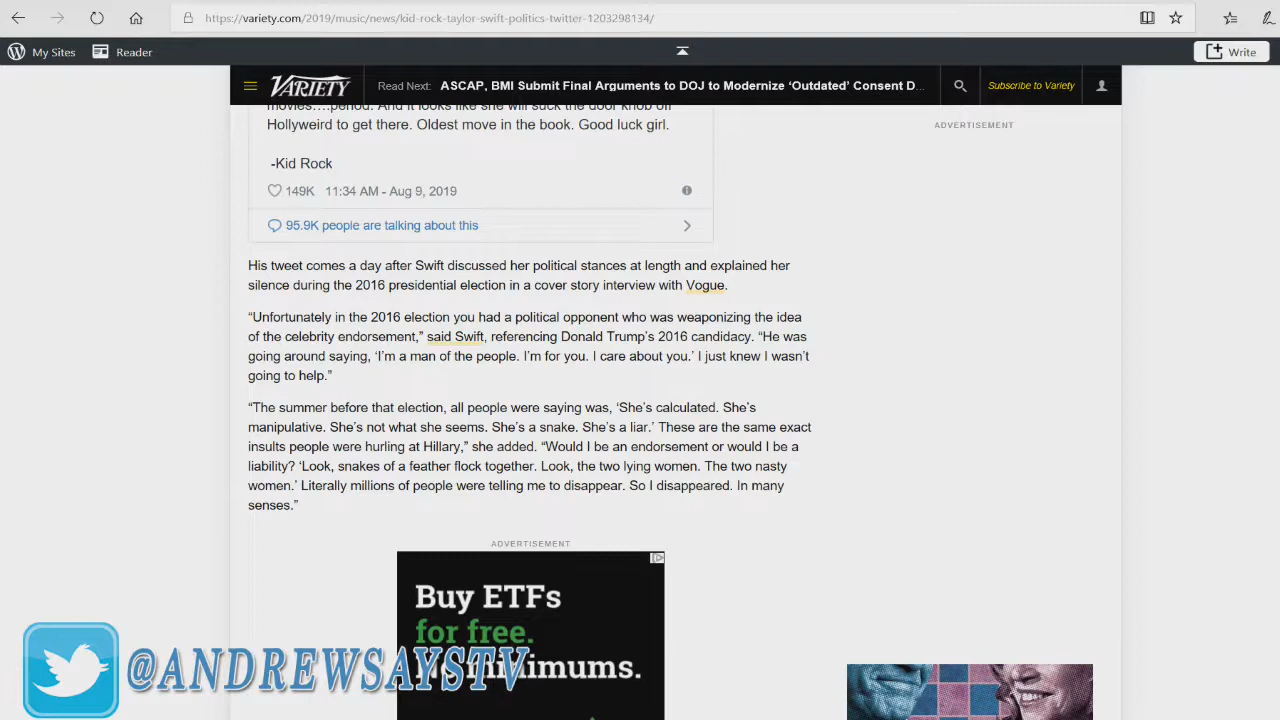 https://variety.com/2019/music/news/kid-rock-taylor-swift-politics-twitter-1203298134/
My Sites Reader Write
VARIETY Read Next: ASCAP, BMI Submit Final Arguments to DOJ to Modernize ‘Outdated’ Consent D... Subscribe to Variety
movies....period. And it looks like she will suck the door knob off
Hollyweird to get there. Oldest move in the book. Good luck girl.
ADVERTISEMENT
-Kid Rock
149K 11:34 AM - Aug 9, 2019
95.9K people are talking about this
His tweet comes a day after Swift discussed her political stances at length and explained her
silence during the 2016 presidential election in a cover story interview with Vogue.
“Unfortunately in the 2016 election you had a political opponent who was weaponizing the idea
of the celebrity endorsement,” said Swift, referencing Donald Trump’s 2016 candidacy. “He was
going around saying, ‘I’m a man of the people. I’m for you. I care about you.’ I just knew I wasn’t
going to help.”
“The summer before that election, all people were saying was, ‘She’s calculated. She’s
manipulative. She’s not what she seems. She’s a snake. She’s a liar.’ These are the same exact
insults people were hurling at Hillary,” she added. “Would I be an endorsement or would I be a
liability? ‘Look, snakes of a feather flock together. Look, the two lying women. The two nasty
women.’ Literally millions of people were telling me to disappear. So I disappeared. In many
senses.”
ADVERTISEMENT
Buy ETFs
for free.
minimums.
@ANDREWSAYSTV